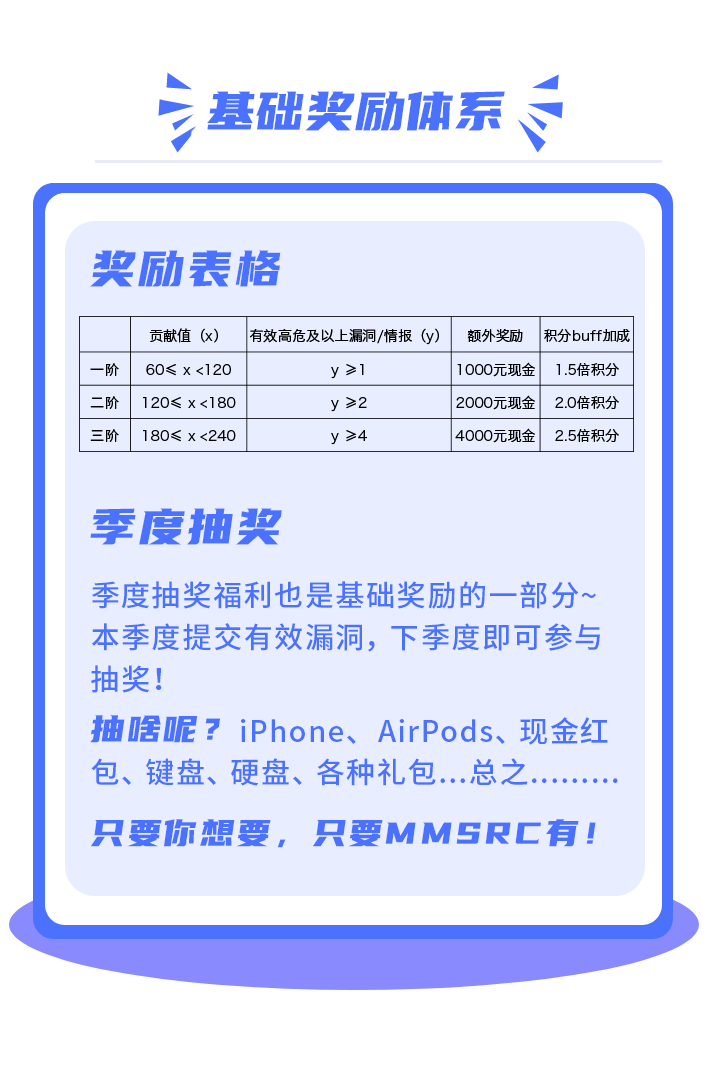 基础奖励体系
奖励表格
贡献值（x） 有效高危及以上漏洞/情报（y） 额外奖励 积分buff加成
一阶 60≤ x <120 y ≥1 1000元现金 1.5倍积分
二阶 120≤ x <180 y ≥2 2000元现金 2.0倍积分
三阶 180≤ x <240 y ≥4 4000元现金 2.5倍积分
季度抽奖
季度抽奖福利也是基础奖励的一部分~
本季度提交有效漏洞，下季度即可参与
抽奖！
抽啥呢？iPhone、AirPods、现金红
包、键盘、硬盘、各种礼包...总之.........
只要你想要，只要MMSRC有！